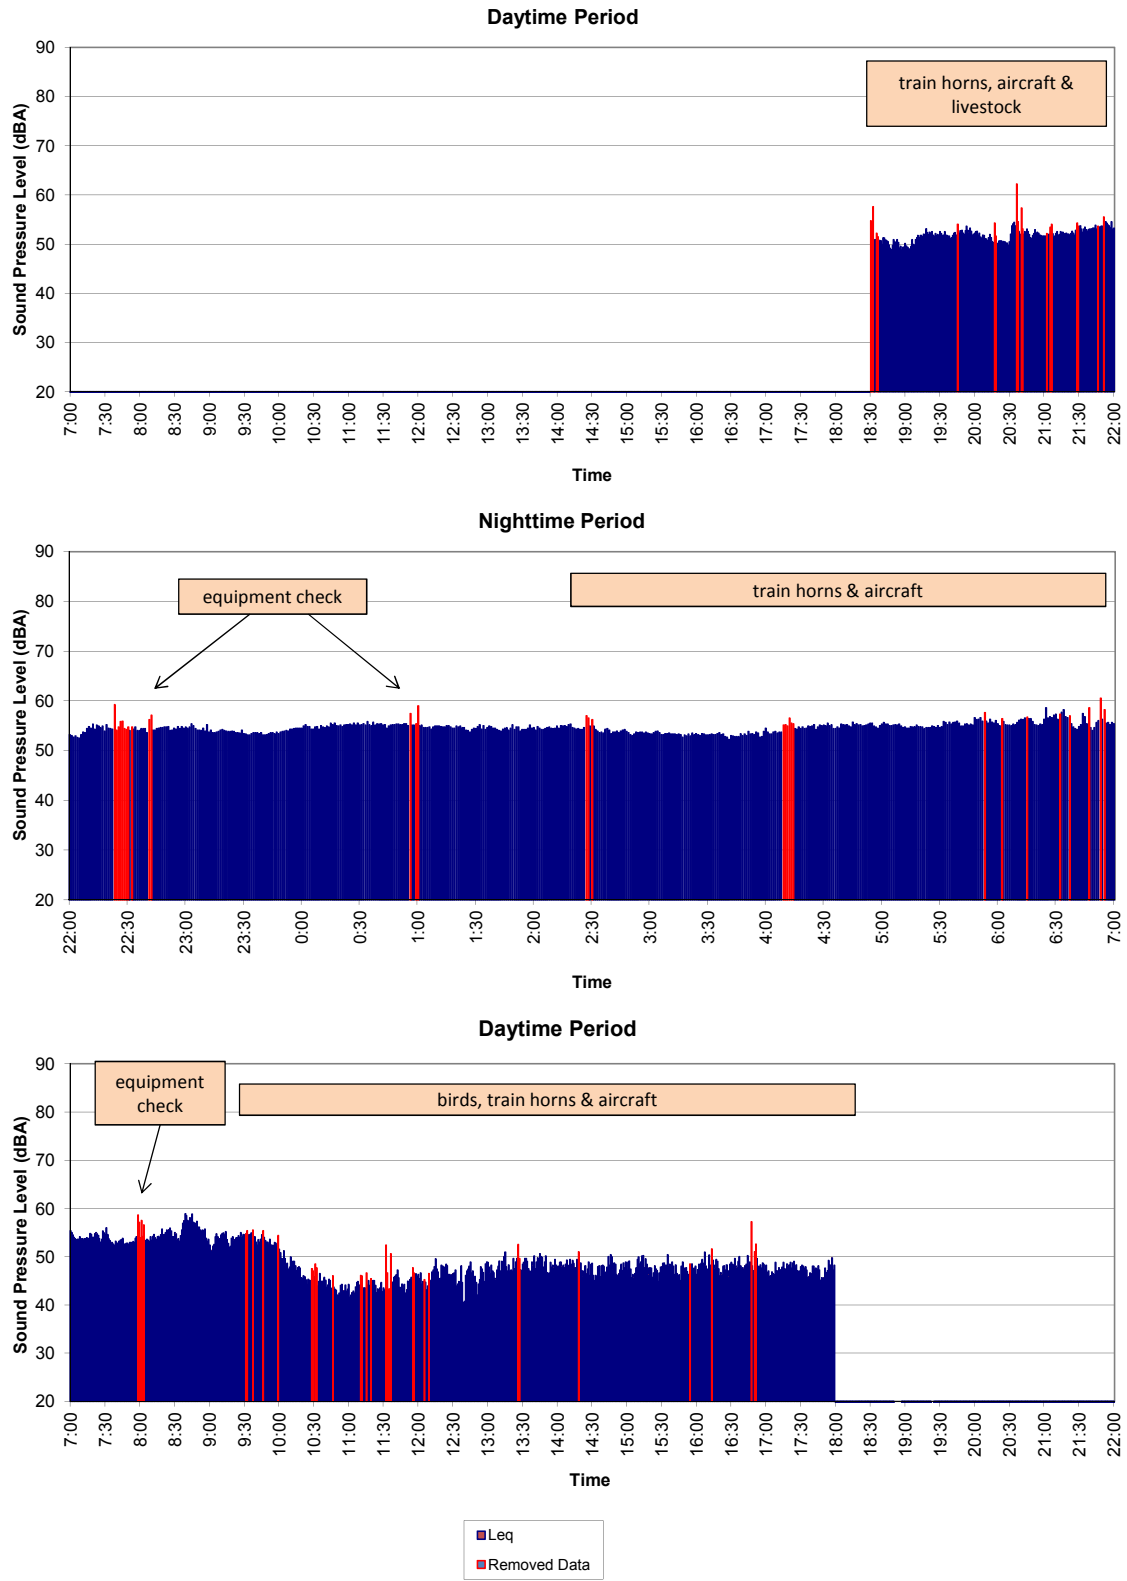 Daytime Period
90
80
70
60
50
40
30
20
Sound Pressure Level (dBA)
train horns, aircraft &
livestock
7:00 7:30 8:00 8:30 9:00 9:30 10:00 10:30 11:00 11:30 12:00 12:30 13:00 13:30 14:00 14:30 15:00 15:30 16:00 16:30 17:00 17:30 18:00 18:30 19:00 19:30 20:00 20:30 21:00 21:30 22:00
Time
Nighttime Period
90
80
70
60
50
40
30
20
Sound Pressure Level (dBA)
equipment check
train horns & aircraft
22:00 22:30 23:00 23:30 0:00 0:30 1:00 1:30 2:00 2:30 3:00 3:30 4:00 4:30 5:00 5:30 6:00 6:30 7:00
Time
Daytime Period
90
80
70
60
50
40
30
20
Sound Pressure Level (dBA)
equipment
check
birds, train horns & aircraft
7:00 7:30 8:00 8:30 9:00 9:30 10:00 10:30 11:00 11:30 12:00 12:30 13:00 13:30 14:00 14:30 15:00 15:30 16:00 16:30 17:00 17:30 18:00 18:30 19:00 19:30 20:00 20:30 21:00 21:30 22:00
Time
Leq
Removed Data